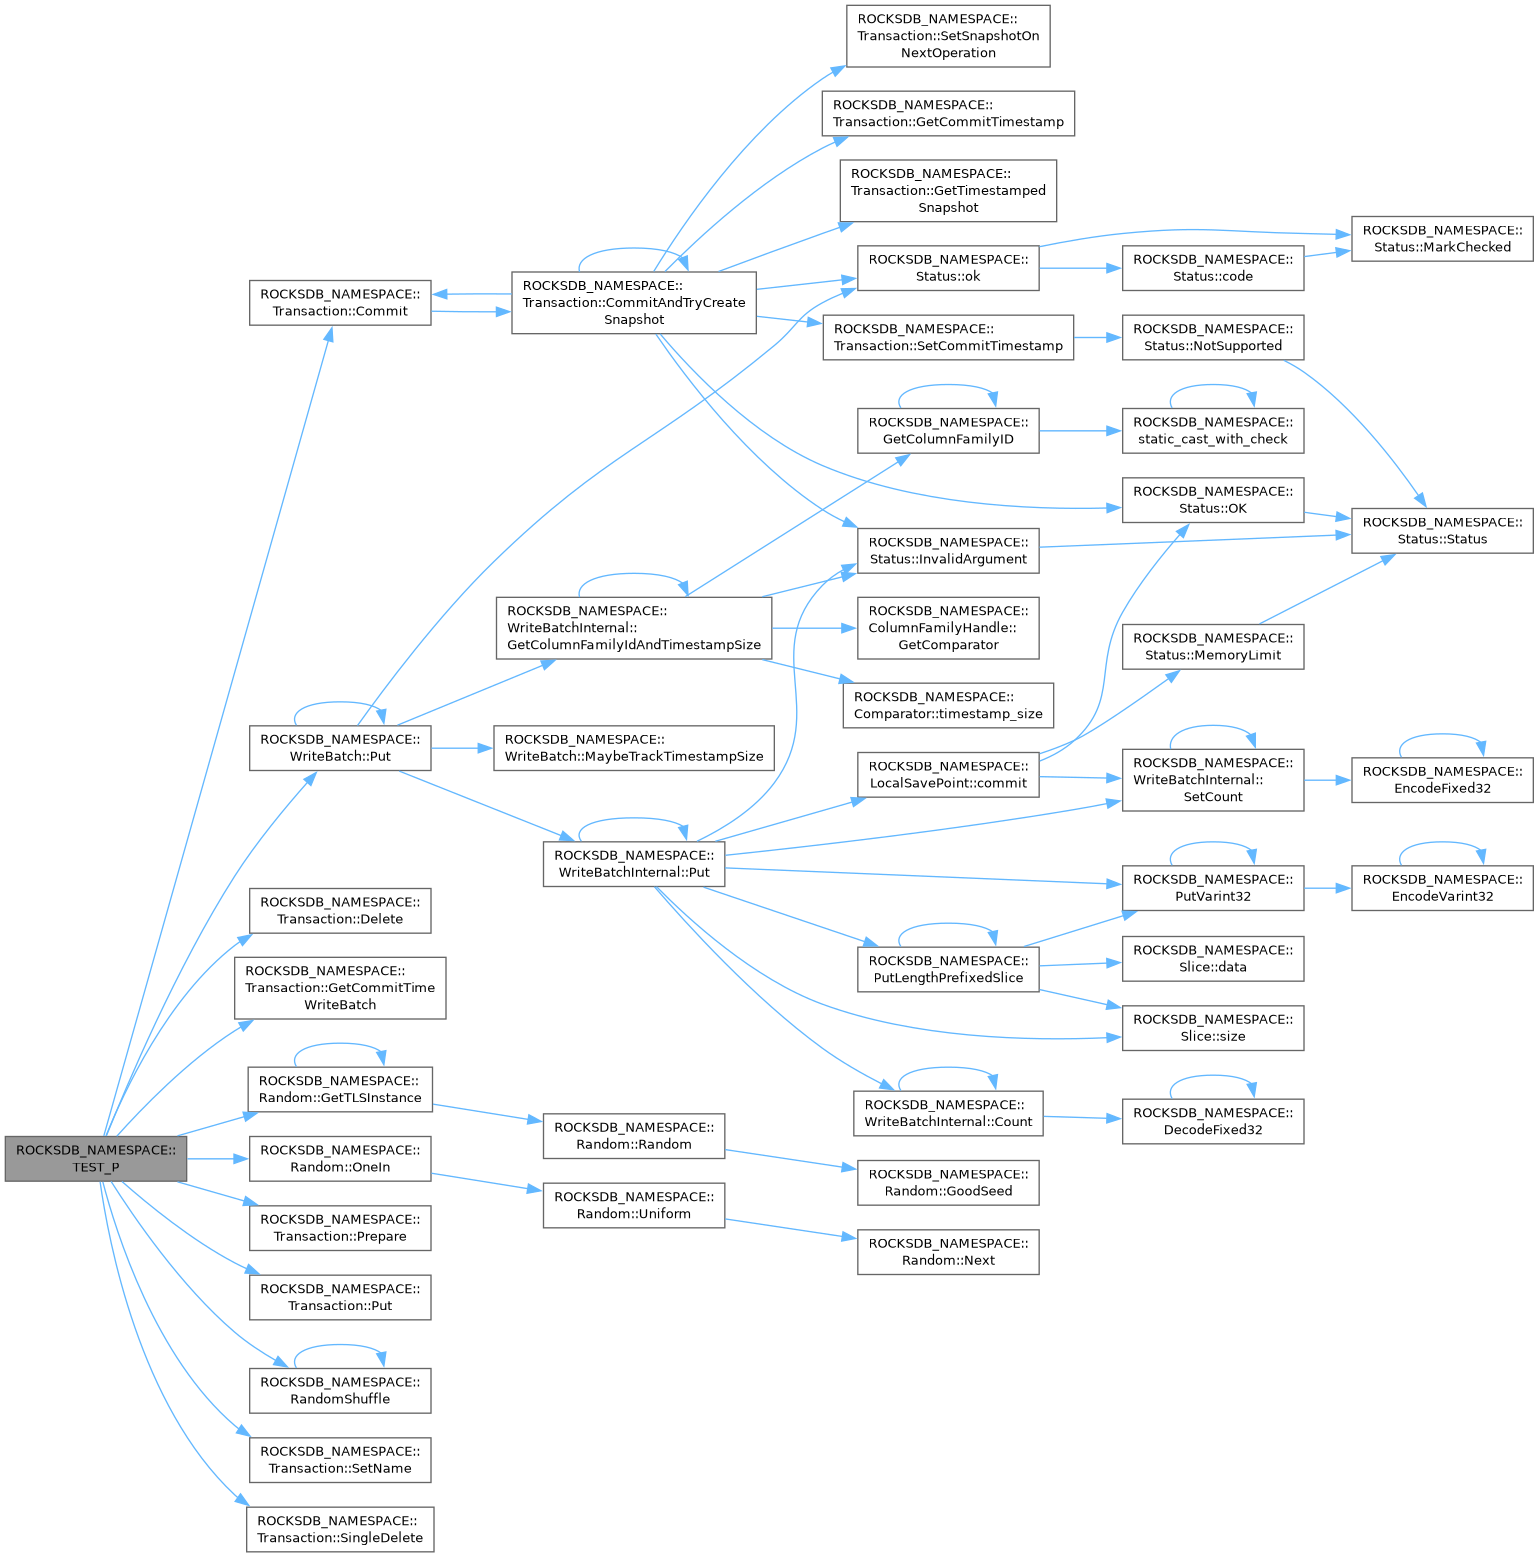 ROCKSDB_NAMESPACE::
TEST_P
ROCKSDB_NAMESPACE::
Transaction::Commit
ROCKSDB_NAMESPACE::
WriteBatch::Put
ROCKSDB_NAMESPACE::
Transaction::Delete
ROCKSDB_NAMESPACE::
Transaction::GetCommitTime
WriteBatch
ROCKSDB_NAMESPACE::
Random::GetTLSInstance
ROCKSDB_NAMESPACE::
Random::OneIn
ROCKSDB_NAMESPACE::
Transaction::Prepare
ROCKSDB_NAMESPACE::
Transaction::Put
ROCKSDB_NAMESPACE::
RandomShuffle
ROCKSDB_NAMESPACE::
Transaction::SetName
ROCKSDB_NAMESPACE::
Transaction::SingleDelete
ROCKSDB_NAMESPACE::
Transaction::CommitAndTryCreate
Snapshot
ROCKSDB_NAMESPACE::
WriteBatchInternal::
GetColumnFamilyIdAndTimestampSize
ROCKSDB_NAMESPACE::
WriteBatch::MaybeTrackTimestampSize
ROCKSDB_NAMESPACE::
WriteBatchInternal::Put
ROCKSDB_NAMESPACE::
Random::Random
ROCKSDB_NAMESPACE::
Random::Uniform
ROCKSDB_NAMESPACE::
Transaction::SetSnapshotOn
NextOperation
ROCKSDB_NAMESPACE::
Transaction::GetCommitTimestamp
ROCKSDB_NAMESPACE::
Transaction::GetTimestamped
Snapshot
ROCKSDB_NAMESPACE::
Status::ok
ROCKSDB_NAMESPACE::
Transaction::SetCommitTimestamp
ROCKSDB_NAMESPACE::
GetColumnFamilyID
ROCKSDB_NAMESPACE::
Status::InvalidArgument
ROCKSDB_NAMESPACE::
ColumnFamilyHandle::
GetComparator
ROCKSDB_NAMESPACE::
Comparator::timestamp_size
ROCKSDB_NAMESPACE::
LocalSavePoint::commit
ROCKSDB_NAMESPACE::
PutLengthPrefixedSlice
ROCKSDB_NAMESPACE::
WriteBatchInternal::Count
ROCKSDB_NAMESPACE::
Random::GoodSeed
ROCKSDB_NAMESPACE::
Random::Next
ROCKSDB_NAMESPACE::
Status::code
ROCKSDB_NAMESPACE::
Status::NotSupported
ROCKSDB_NAMESPACE::
static_cast_with_check
ROCKSDB_NAMESPACE::
Status::OK
ROCKSDB_NAMESPACE::
Status::MemoryLimit
ROCKSDB_NAMESPACE::
WriteBatchInternal::
SetCount
ROCKSDB_NAMESPACE::
PutVarint32
ROCKSDB_NAMESPACE::
Slice::data
ROCKSDB_NAMESPACE::
Slice::size
ROCKSDB_NAMESPACE::
DecodeFixed32
ROCKSDB_NAMESPACE::
Status::MarkChecked
ROCKSDB_NAMESPACE::
Status::Status
ROCKSDB_NAMESPACE::
EncodeFixed32
ROCKSDB_NAMESPACE::
EncodeVarint32